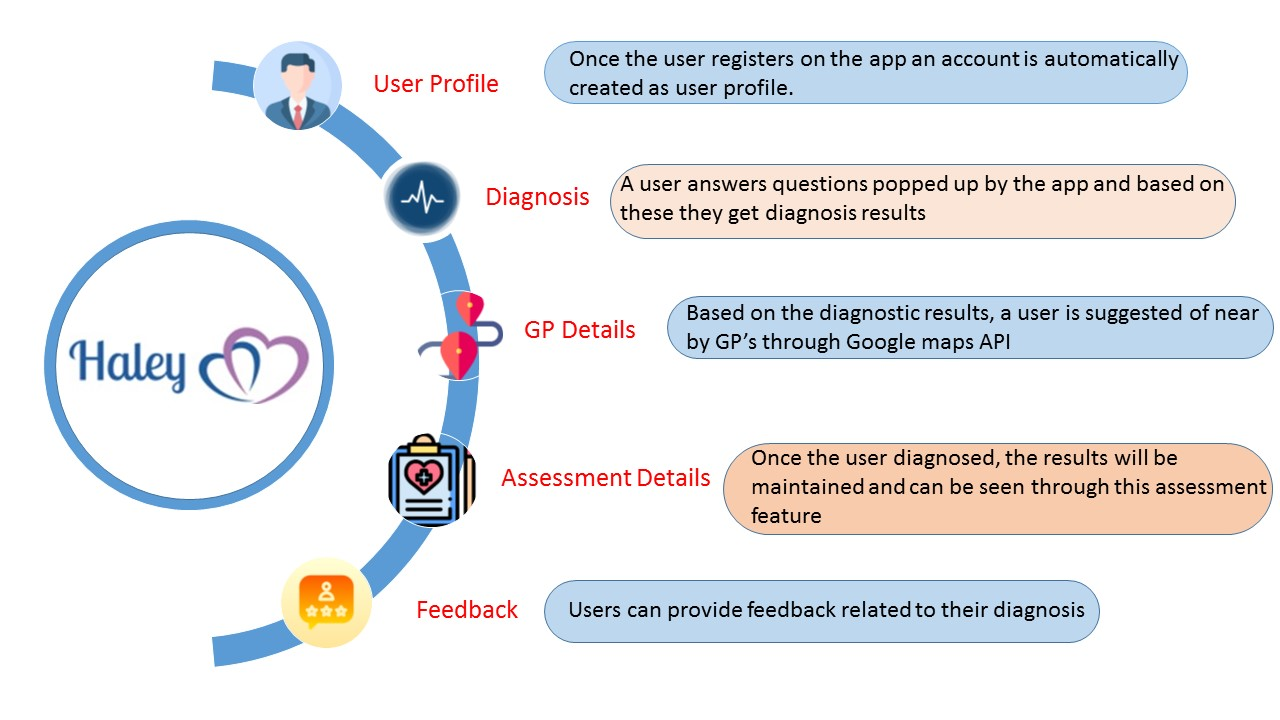 User Profile
Once the user registers on the app an account is automatically
created as user profile.
Diagnosis
A user answers questions popped up by the app and based on
these they get diagnosis results
Haley
GP Details
Based on the diagnostic results, a user is suggested of near
by GP’s through Google maps API
Assessment Details
Once the user diagnosed, the results will be
maintained and can be seen through this assessment
feature
Feedback
Users can provide feedback related to their diagnosis